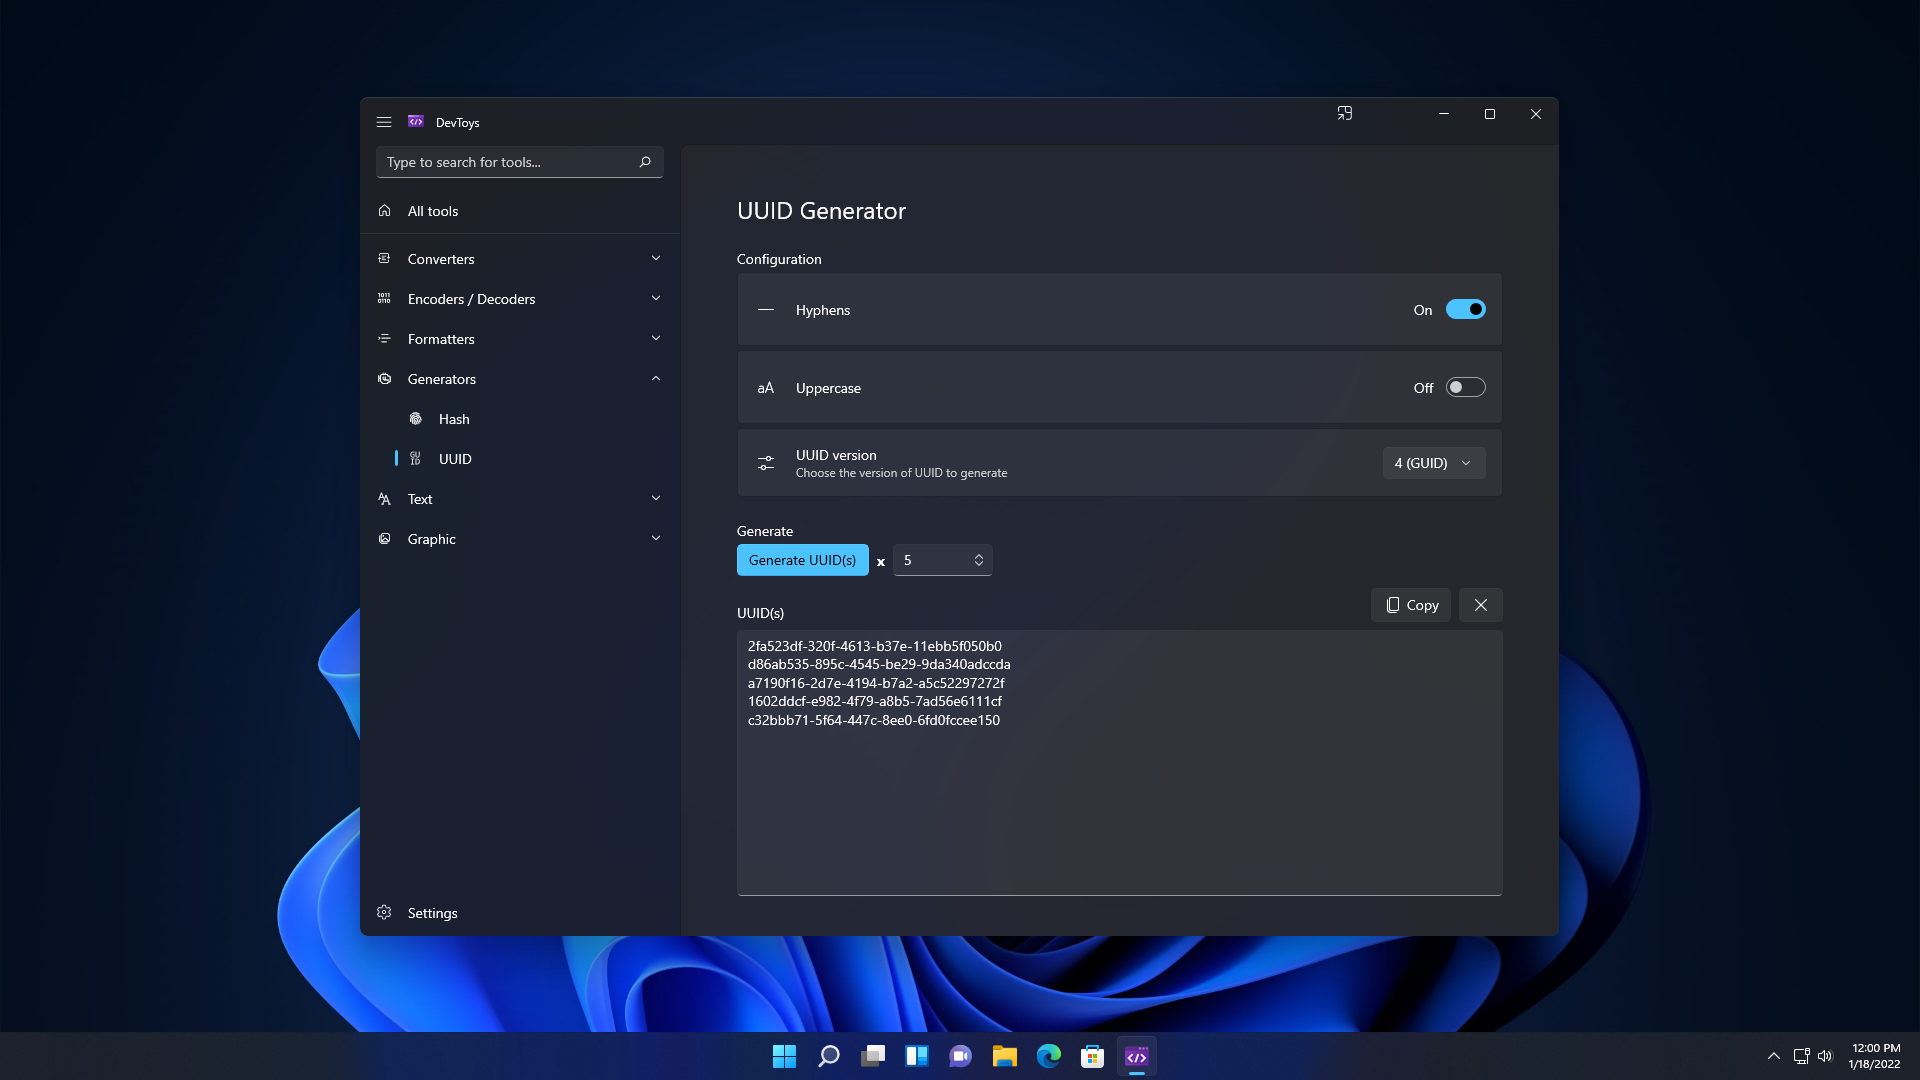 DevToys
Type to search for tools...
All tools
Converters
Encoders / Decoders
Formatters
Generators
Hash
UUID
Text
Graphic
Settings
UUID Generator
Configuration
Hyphens
On
aA
Uppercase
Off
UUID version
Choose the version of UUID to generate
4 (GUID)
Generate
Generate UUID(s)
x
5
UUID(s)
Copy
2fa523df-320f-4613-b37e-11ebb5f050b0
d86ab535-895c-4545-be29-9da340adccda
a7190f16-2d7e-4194-b7a2-a5c52297272f
1602ddcf-e982-4f79-a8b5-7ad56e6111cf
c32bbb71-5f64-447c-8ee0-6fd0fccee150
12:00 PM
1/18/2022